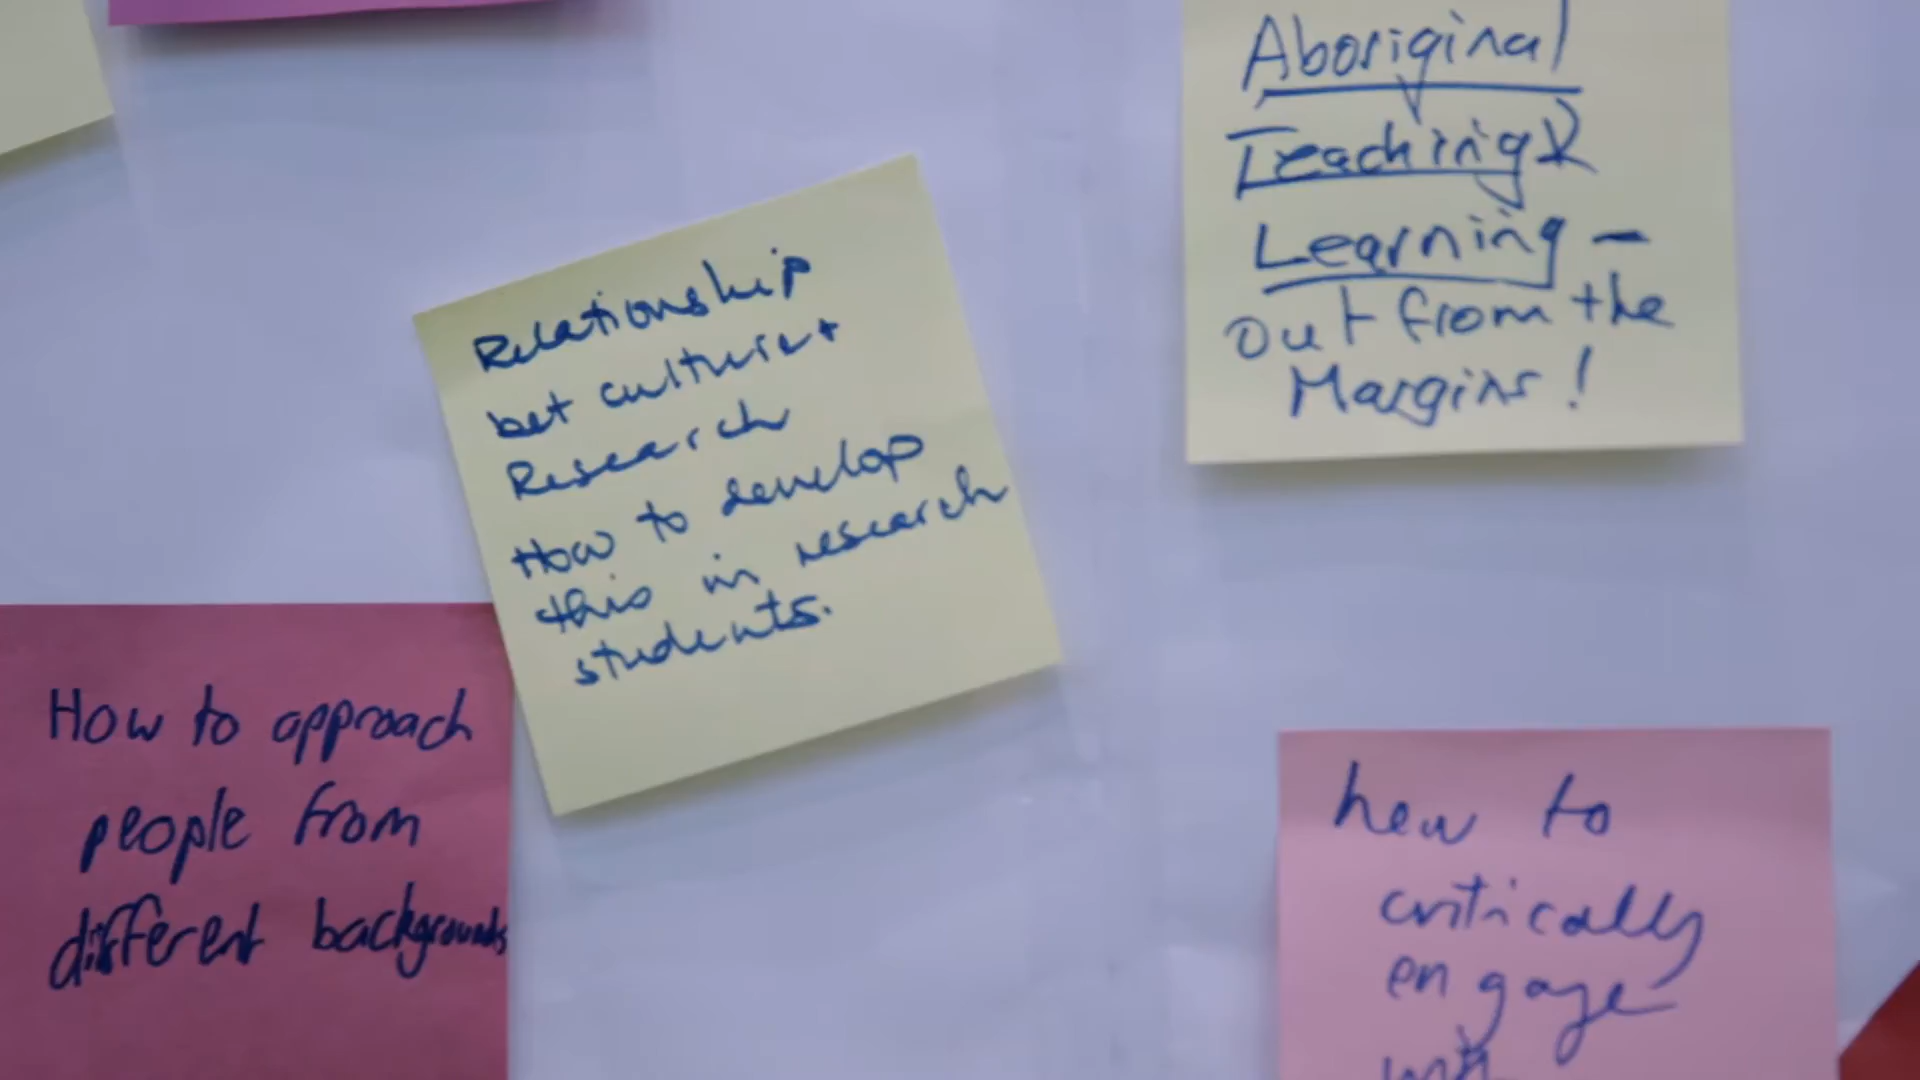 Aboriginal
Teaching &
Learning -
out from the
Margins!
Relationship
bet culture +
Research
How to develop
this in research
students.
How to approach
people from
different backgrounds
how to
critically
engage
with